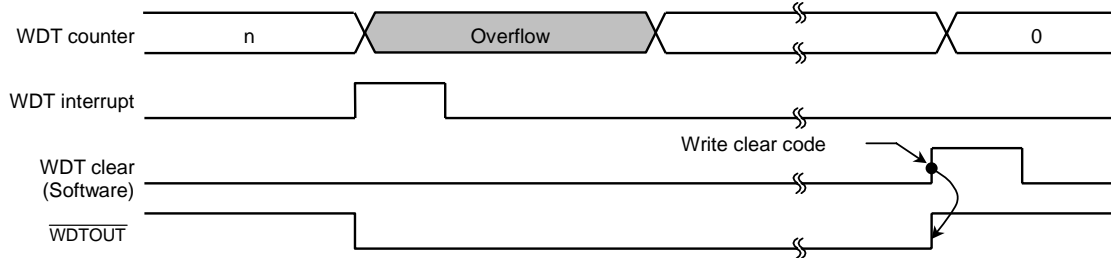 WDT counter
n
Overflow
0
WDT interrupt
Write clear code
WDT clear
(Software)
WDTOUT